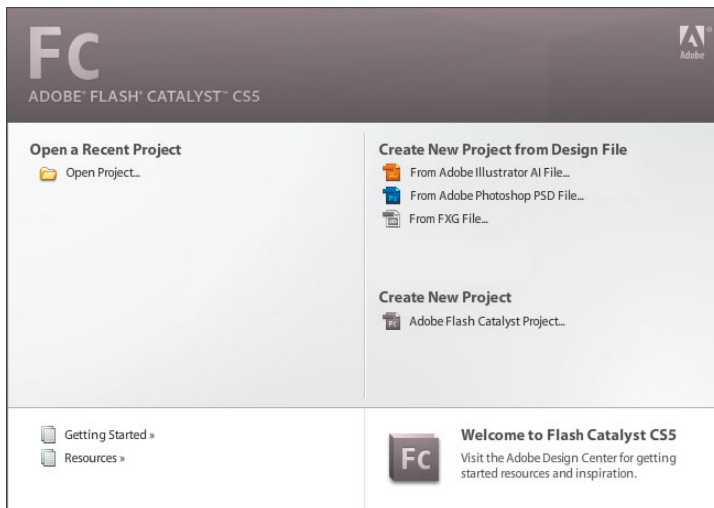 Fc
Adobe®
ADOBE® FLASH® CATALYST™ CS5
Open a Recent Project
Open Project...
Create New Project from Design File
From Adobe Illustrator AI File...
From Adobe Photoshop PSD File...
From FXG File...
Create New Project
Adobe Flash Catalyst Project...
Getting Started »
Resources »
Fc
Welcome to Flash Catalyst CS5
Visit the Adobe Design Center for getting
started resources and inspiration.